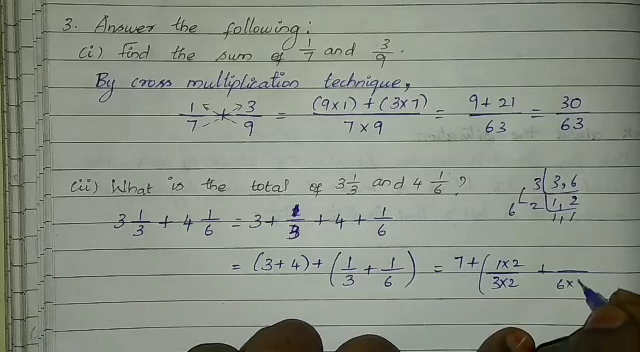 3. Answer the following:
(i) Find the sum of 1/7 and 3/9.
By cross multiplication technique,
1/7 + 3/9 = (9×1) + (3×7) / 7×9 = 9+21 / 63 = 30/63
(ii) What is the total of 3 1/3 and 4 1/6?
3 | 3, 6
6 2 | 1, 2
1, 1
3 1/3 + 4 1/6 = 3 + 1/3 + 4 + 1/6
= (3+4) + (1/3 + 1/6) = 7 + (1×2 / 3×2 + / 6×